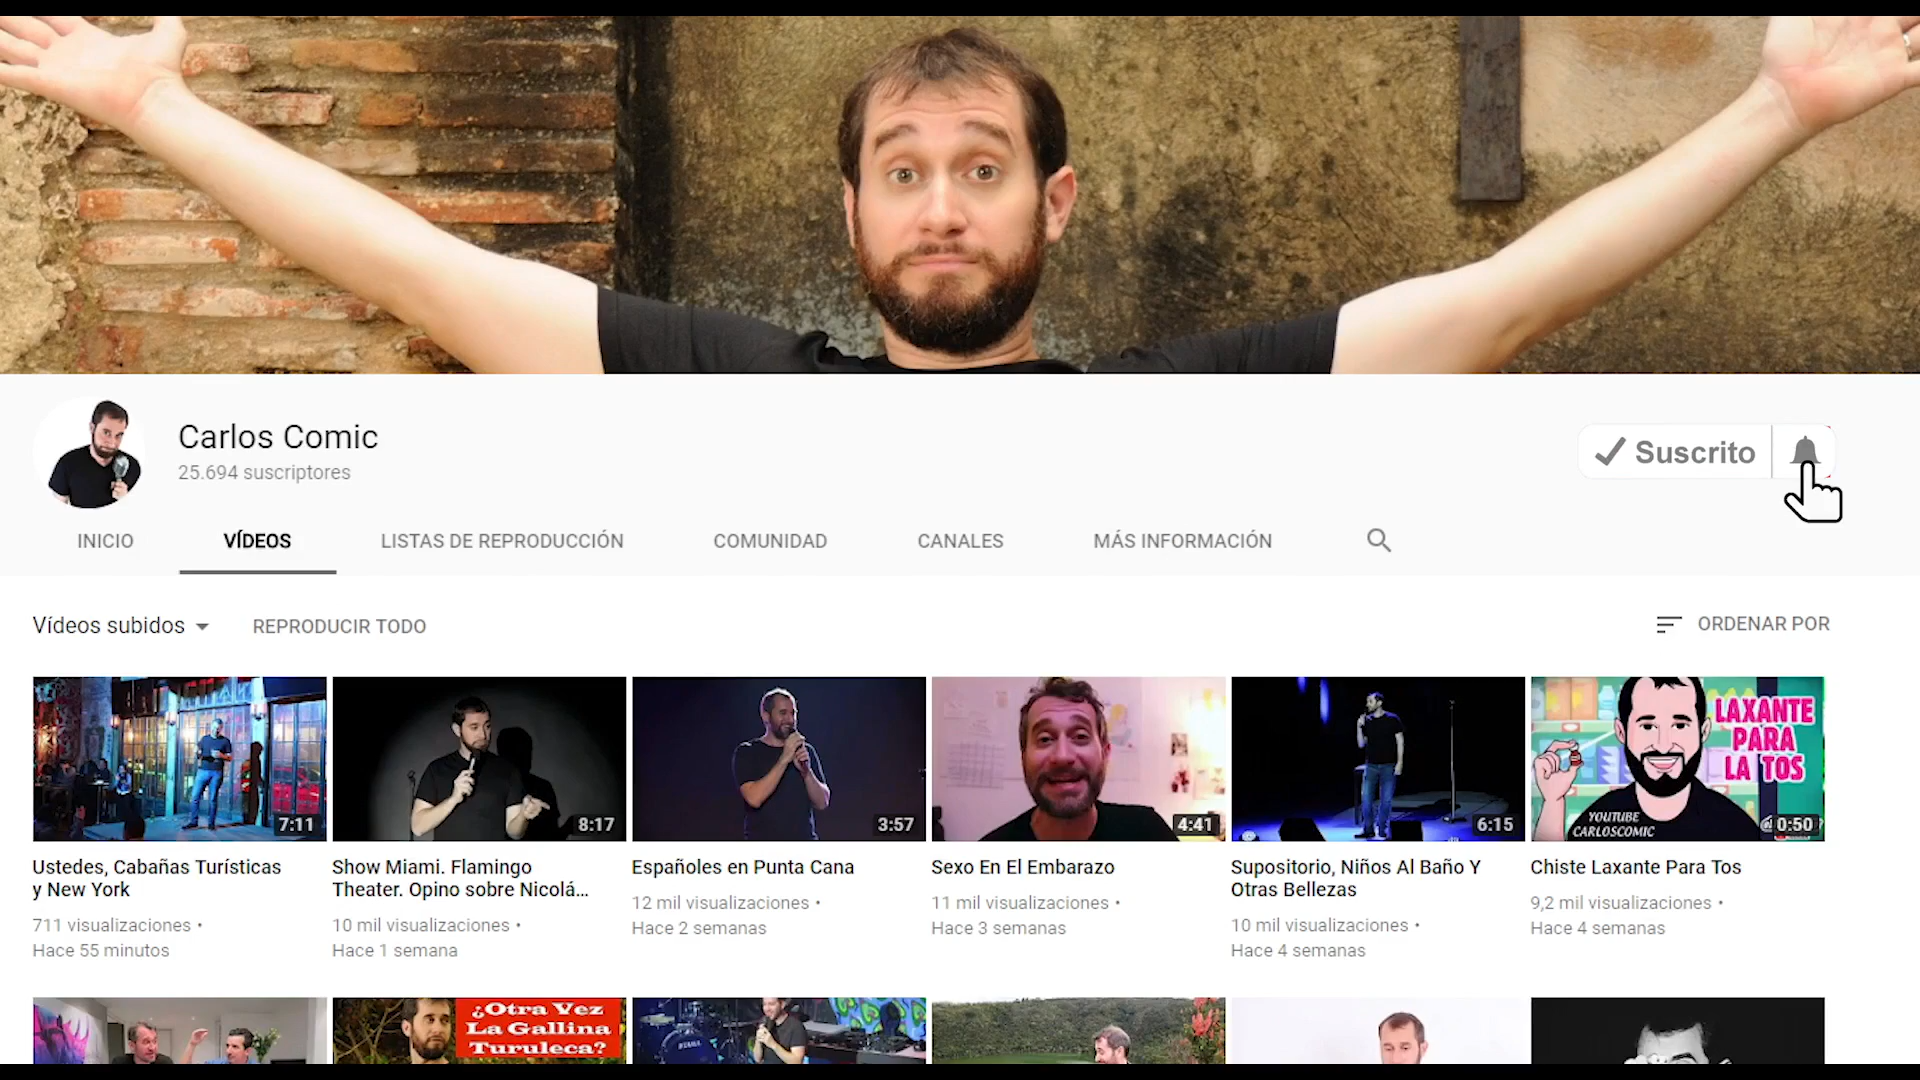 Carlos Comic
25.694 suscriptores
Suscrito
INICIO
VÍDEOS
LISTAS DE REPRODUCCIÓN
COMUNIDAD
CANALES
MÁS INFORMACIÓN
Vídeos subidos
REPRODUCIR TODO
ORDENAR POR
7:11
8:17
3:57
4:41
6:15
LAXANTE
PARA
LA TOS
YOUTUBE
CARLOSCOMIC
0:50
Ustedes, Cabañas Turísticas
y New York
711 visualizaciones •
Hace 55 minutos
Show Miami. Flamingo
Theater. Opino sobre Nicolá...
10 mil visualizaciones •
Hace 1 semana
Españoles en Punta Cana
12 mil visualizaciones •
Hace 2 semanas
Sexo En El Embarazo
11 mil visualizaciones •
Hace 3 semanas
Supositorio, Niños Al Baño Y
Otras Bellezas
10 mil visualizaciones •
Hace 4 semanas
Chiste Laxante Para Tos
9,2 mil visualizaciones •
Hace 4 semanas
¿Otra Vez
La Gallina
Turuleca?
TAMA